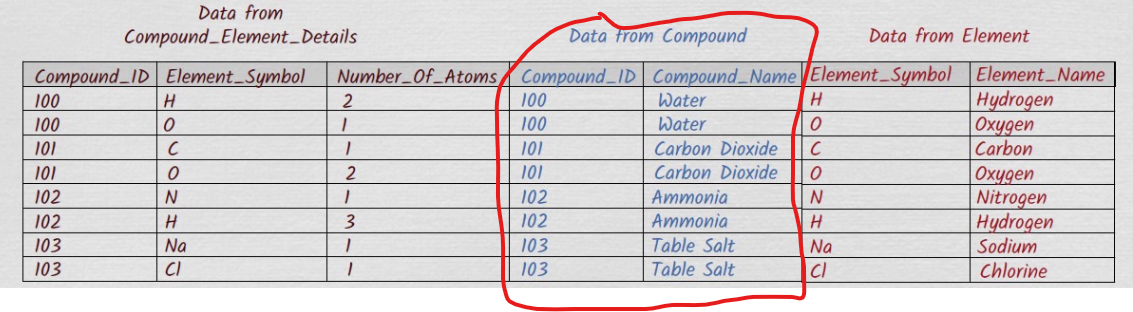 Data from
Compound_Element_Details
Data from Compound
Data from Element
Compound_ID Element_Symbol Number_Of_Atoms Compound_ID Compound_Name Element_Symbol Element_Name
100 H 2 100 Water H Hydrogen
100 O 1 100 Water O Oxygen
101 C 1 101 Carbon Dioxide C Carbon
101 O 2 101 Carbon Dioxide O Oxygen
102 N 1 102 Ammonia N Nitrogen
102 H 3 102 Ammonia H Hydrogen
103 Na 1 103 Table Salt Na Sodium
103 Cl 1 103 Table Salt Cl Chlorine